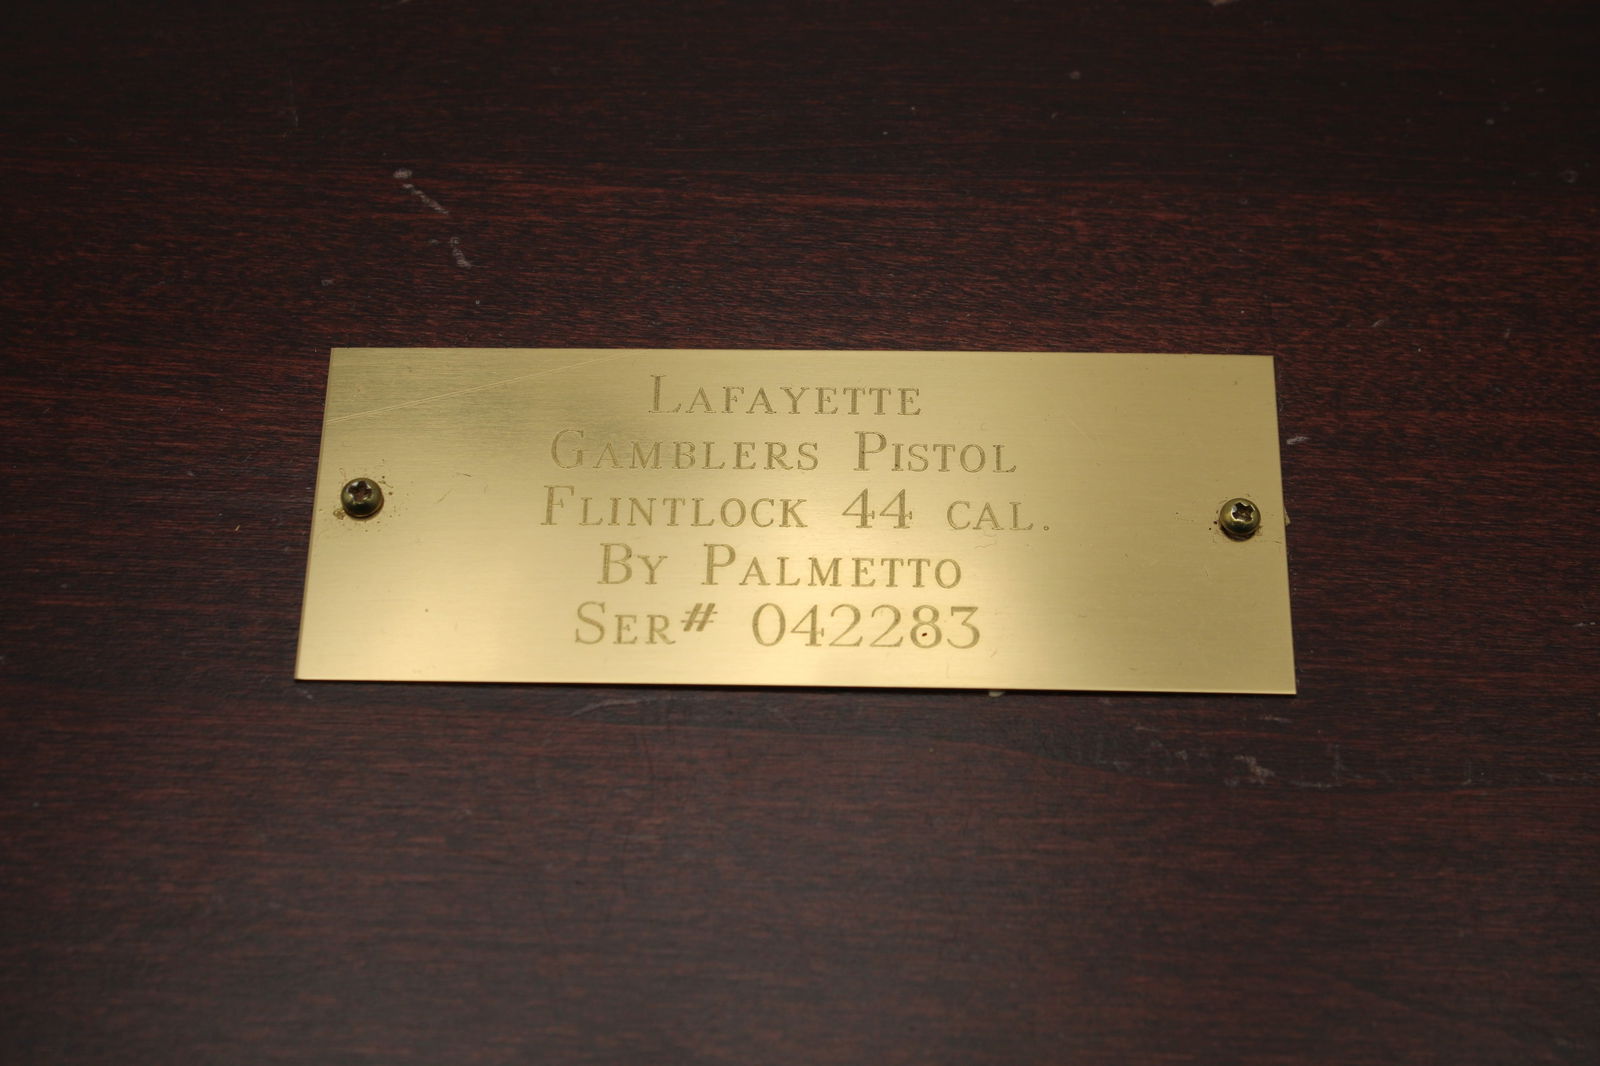 Lafayette
Gamblers Pistol
Flintlock 44 cal.
By Palmetto
Ser# 042283